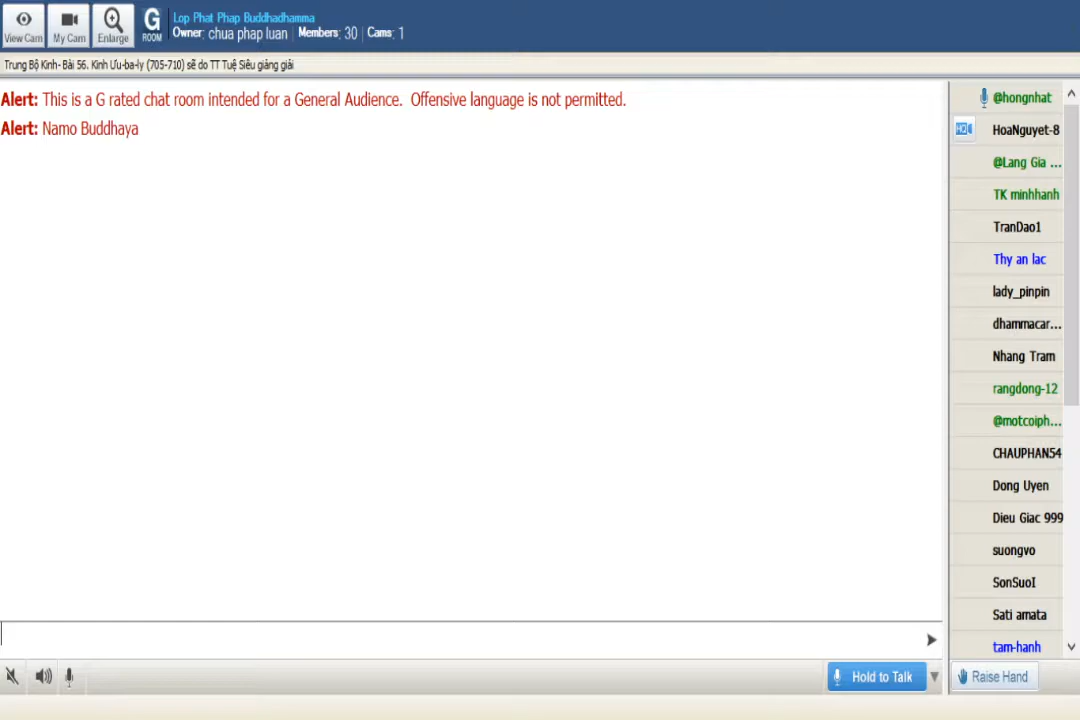 View Cam
My Cam
Enlarge
G
ROOM
Lop Phat Phap Buddhadhamma
Owner: chua phap luan | Members: 30 | Cams: 1
Trung Bộ Kinh- Bài 56. Kinh Ưu-ba-ly (705-710) sẽ do TT Tuệ Siêu giảng giải
Alert: This is a G rated chat room intended for a General Audience. Offensive language is not permitted.
Alert: Namo Buddhaya
@hongnhat
HD
HoaNguyet-8
@Lang Gia ...
TK minhhanh
TranDao1
Thy an lac
lady_pinpin
dhammacar...
Nhang Tram
rangdong-12
@motcoiph...
CHAUPHAN54
Dong Uyen
Dieu Giac 999
suongvo
SonSuoI
Sati amata
tam-hanh
Hold to Talk
Raise Hand